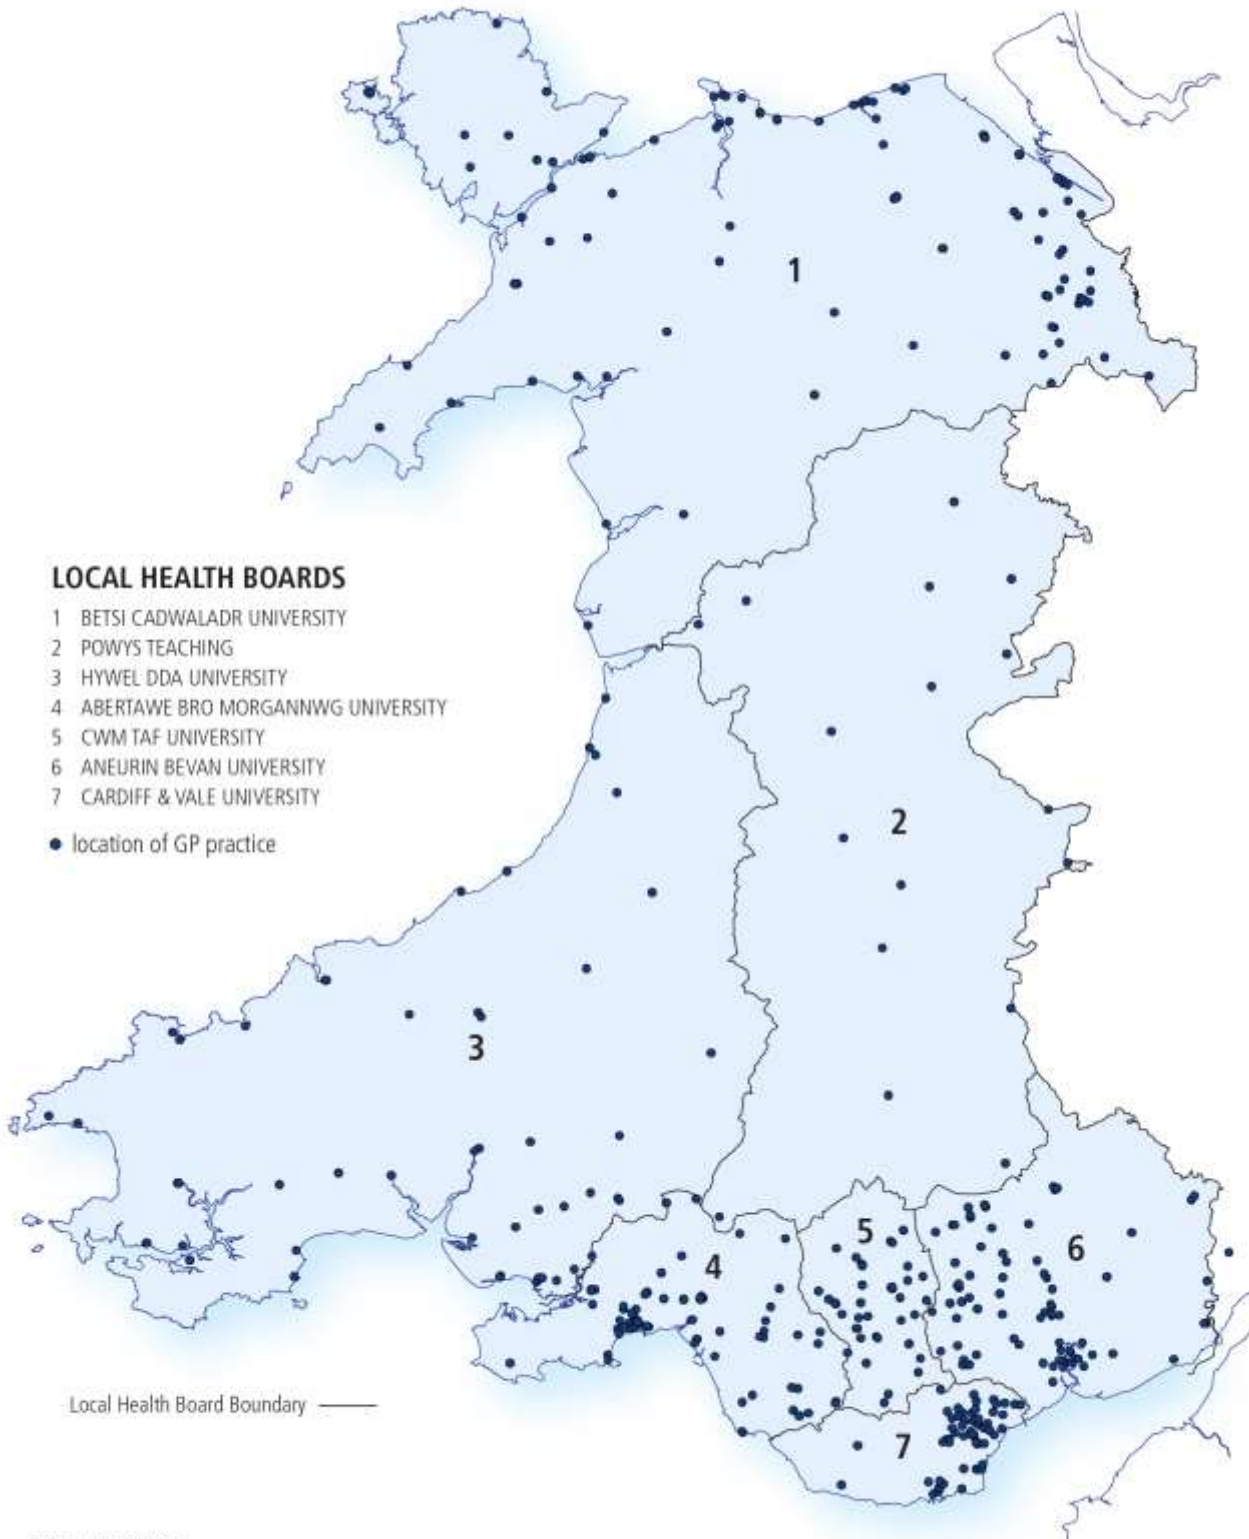 1
LOCAL HEALTH BOARDS
1 BETSI CADWALADR UNIVERSITY
2 POWYS TEACHING
3 HYWEL DDA UNIVERSITY
4 ABERTAWE BRO MORGANNWG UNIVERSITY
5 CWM TAF UNIVERSITY
6 ANEURIN BEVAN UNIVERSITY
7 CARDIFF & VALE UNIVERSITY
location of GP practice
2
3
5
6
4
Local Health Board Boundary
7